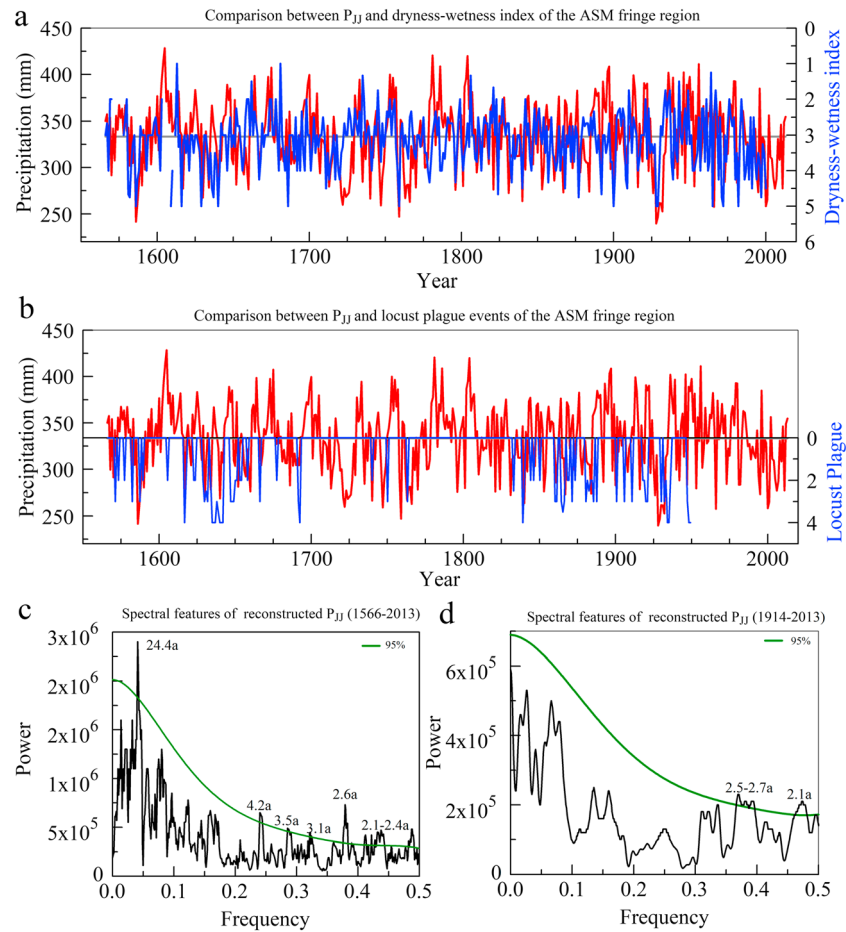 a
Comparison between PJJ and dryness-wetness index of the ASM fringe region
450
400
350
300
250
Precipitation (mm)
0
1
2
3
4
5
6
Dryness-wetness index
1600 1700 1800 1900 2000
Year
b
Comparison between PJJ and locust plague events of the ASM fringe region
450
400
350
300
250
Precipitation (mm)
0
1
2
3
4
Locust Plague
1600 1700 1800 1900 2000
Year
c
Spectral features of reconstructed PJJ (1566-2013)
3x10^6
2x10^6
2x10^6
1x10^6
5x10^5
0
Power
24.4a
95%
4.2a
3.5a
3.1a
2.6a
2.1-2.4a
0.0 0.1 0.2 0.3 0.4 0.5
Frequency
d
Spectral features of reconstructed PJJ (1914-2013)
6x10^5
4x10^5
2x10^5
0
Power
95%
2.5-2.7a
2.1a
0.0 0.1 0.2 0.3 0.4 0.5
Frequency